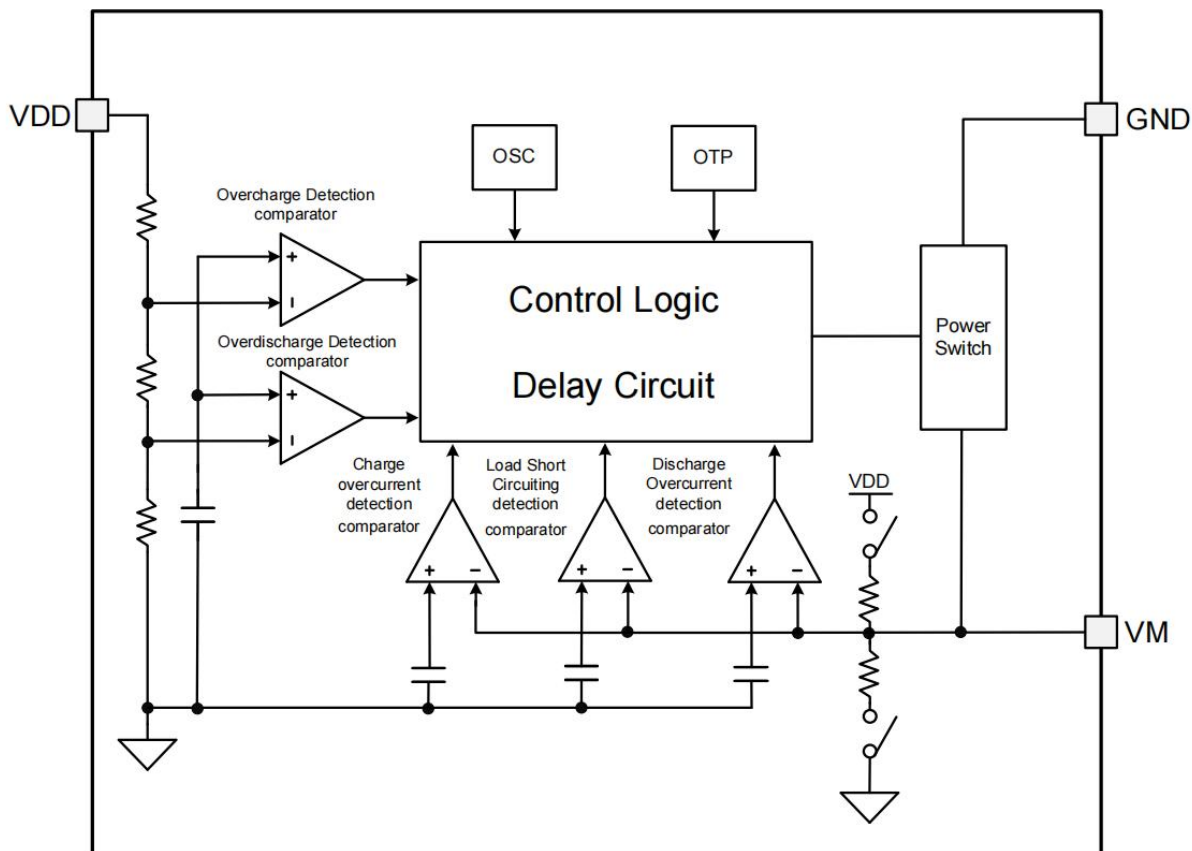 VDD
GND
OSC
OTP
Overcharge Detection
comparator
+
−
Control Logic
Delay Circuit
Power
Switch
Overdischarge Detection
comparator
+
−
Charge
overcurrent
detection
comparator
Load Short
Circuiting
detection
comparator
Discharge
Overcurrent
detection
comparator
VDD
+ −
+ −
+ −
VM